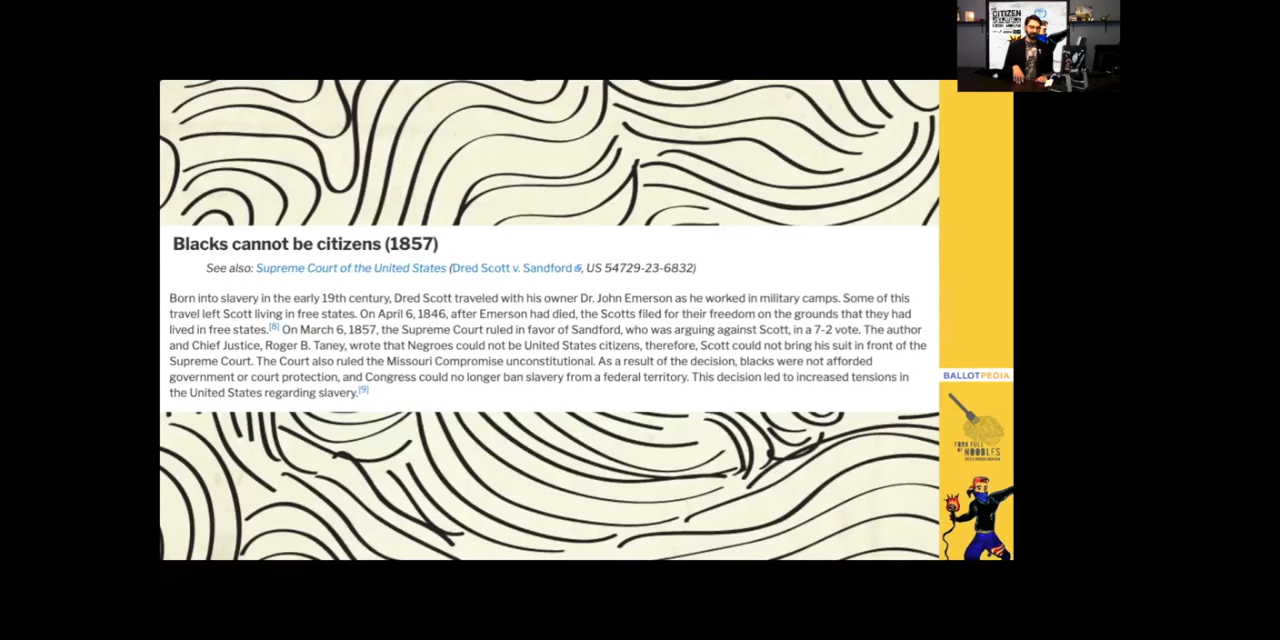 CITIZEN
REVOLUTION
Blacks cannot be citizens (1857)
See also: Supreme Court of the United States (Dred Scott v. Sandford, US 54729-23-6832)
Born into slavery in the early 19th century, Dred Scott traveled with his owner Dr. John Emerson as he worked in military camps. Some of this
travel left Scott living in free states. On April 6, 1846, after Emerson had died, the Scotts filed for their freedom on the grounds that they had
lived in free states.[8] On March 6, 1857, the Supreme Court ruled in favor of Sandford, who was arguing against Scott, in a 7-2 vote. The author
and Chief Justice, Roger B. Taney, wrote that Negroes could not be United States citizens, therefore, Scott could not bring his suit in front of the
Supreme Court. The Court also ruled the Missouri Compromise unconstitutional. As a result of the decision, blacks were not afforded
government or court protection, and Congress could no longer ban slavery from a federal territory. This decision led to increased tensions in
the United States regarding slavery.[9]
BALLOTPEDIA
FORK FULL
OF NOODLES